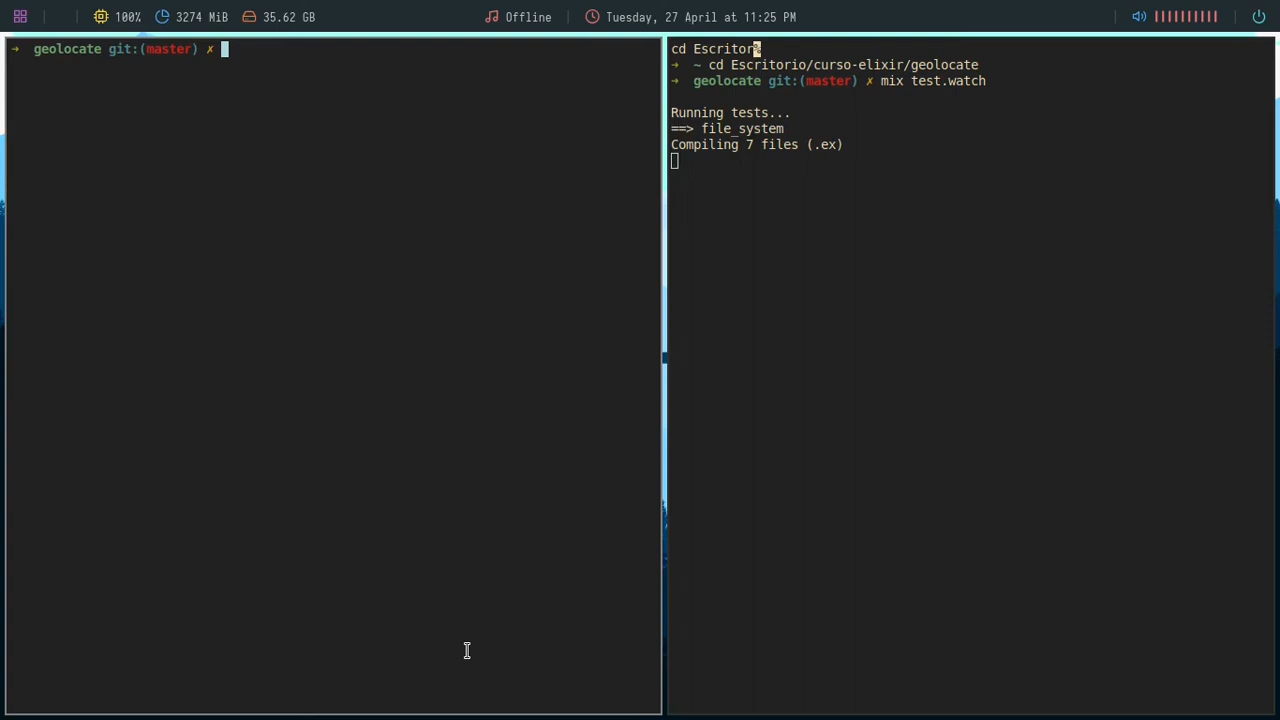 100% 3274 MiB 35.62 GB Offline Tuesday, 27 April at 11:25 PM
→ geolocate git:(master) ✗
cd Escritor%
→ ~ cd Escritorio/curso-elixir/geolocate
→ geolocate git:(master) ✗ mix test.watch
Running tests...
==> file_system
Compiling 7 files (.ex)